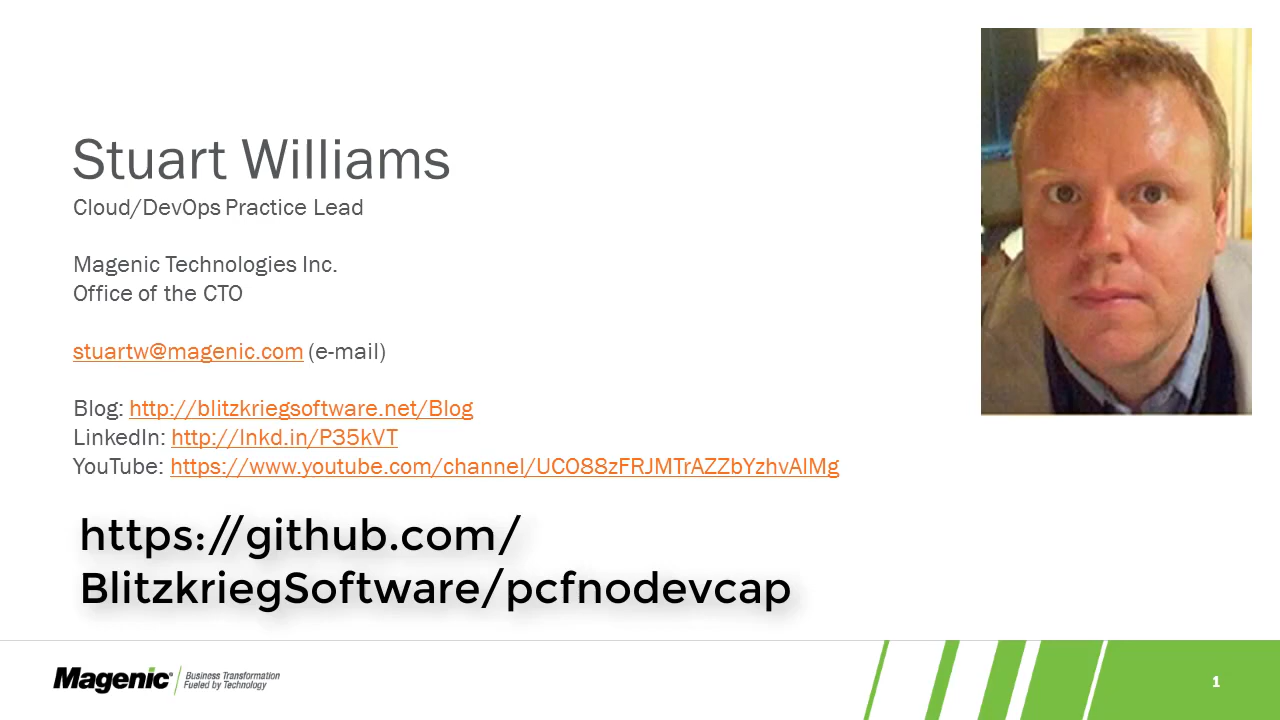 Stuart Williams
Cloud/DevOps Practice Lead
Magenic Technologies Inc.
Office of the CTO
stuartw@magenic.com (e-mail)
Blog: http://blitzkriegsoftware.net/Blog
LinkedIn: http://lnkd.in/P35kVT
YouTube: https://www.youtube.com/channel/UCO88zFRJMTrAZZbYzhvAlMg
https://github.com/
BlitzkriegSoftware/pcfnodevcap
Magenic® Business Transformation
Fueled by Technology
1